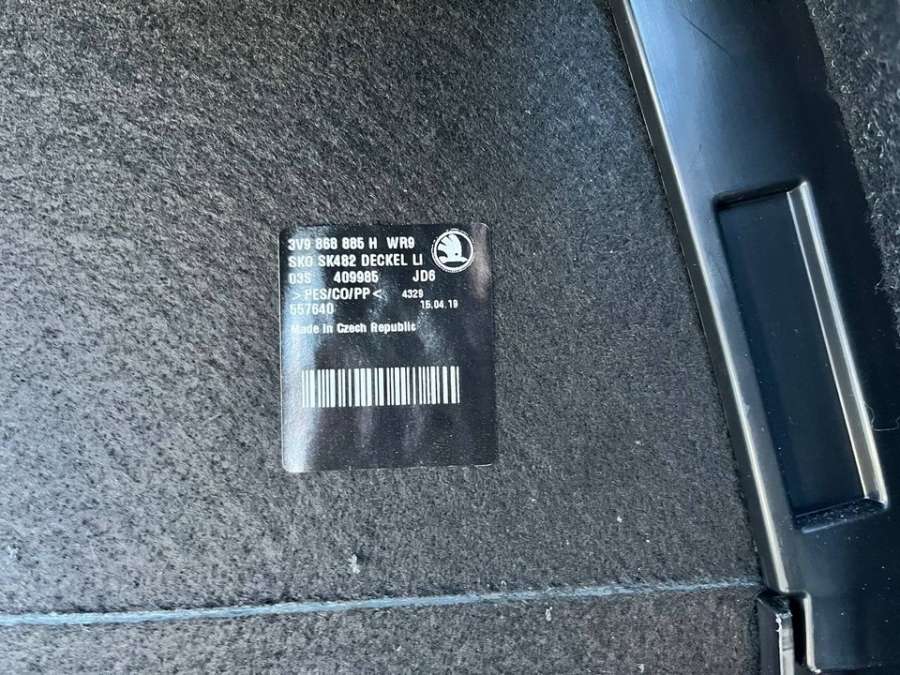 3V9 868 885 H WR9
SKO SK482 DECKEL LI
03S 409985 JD6
>PES/CO/PP< 4329
557640 15.04.19
Made in Czech Republic